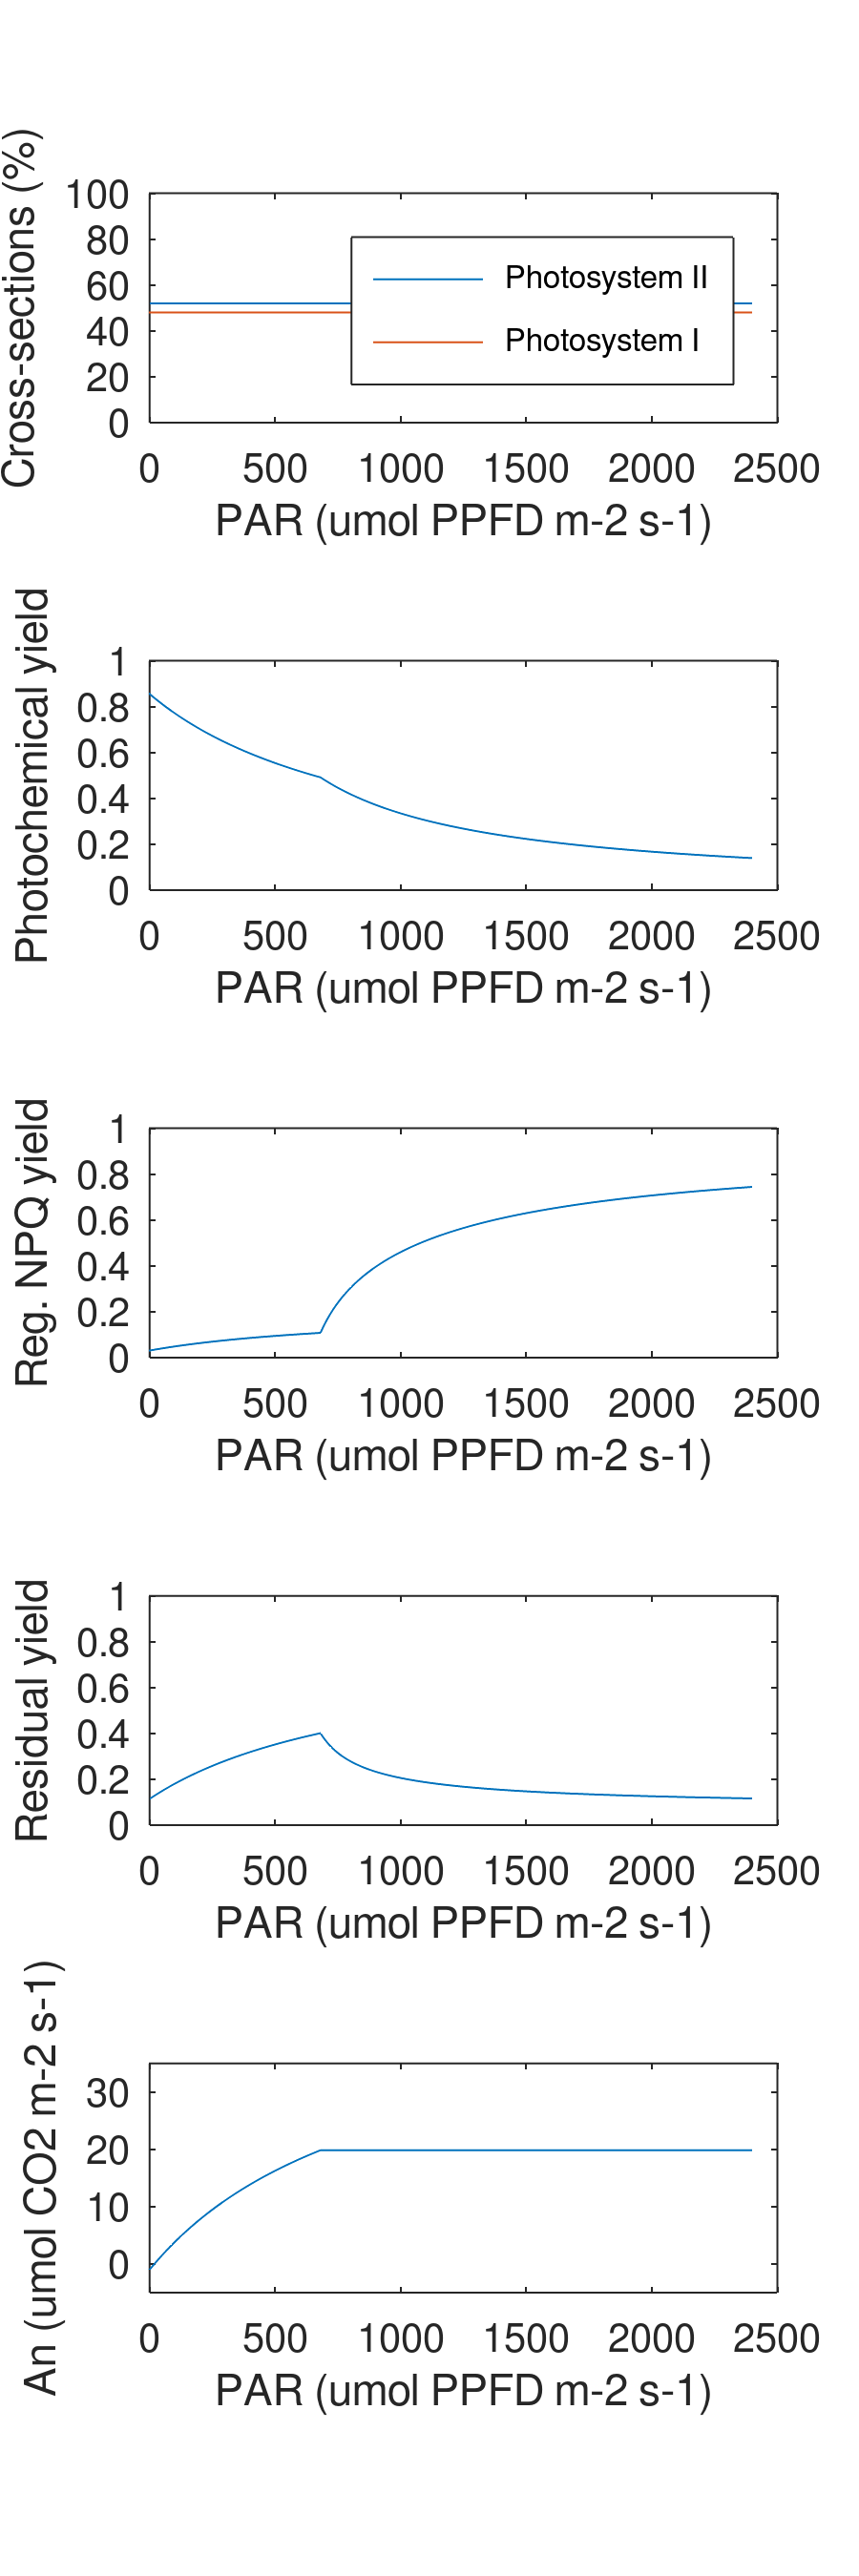 Cross-sections (%)
100
80
60
40
20
0
Photosystem II
Photosystem I
0 500 1000 1500 2000 2500
PAR (umol PPFD m-2 s-1)
Photochemical yield
1
0.8
0.6
0.4
0.2
0
0 500 1000 1500 2000 2500
PAR (umol PPFD m-2 s-1)
Reg. NPQ yield
1
0.8
0.6
0.4
0.2
0
0 500 1000 1500 2000 2500
PAR (umol PPFD m-2 s-1)
Residual yield
1
0.8
0.6
0.4
0.2
0
0 500 1000 1500 2000 2500
PAR (umol PPFD m-2 s-1)
An (umol CO2 m-2 s-1)
30
20
10
0
0 500 1000 1500 2000 2500
PAR (umol PPFD m-2 s-1)